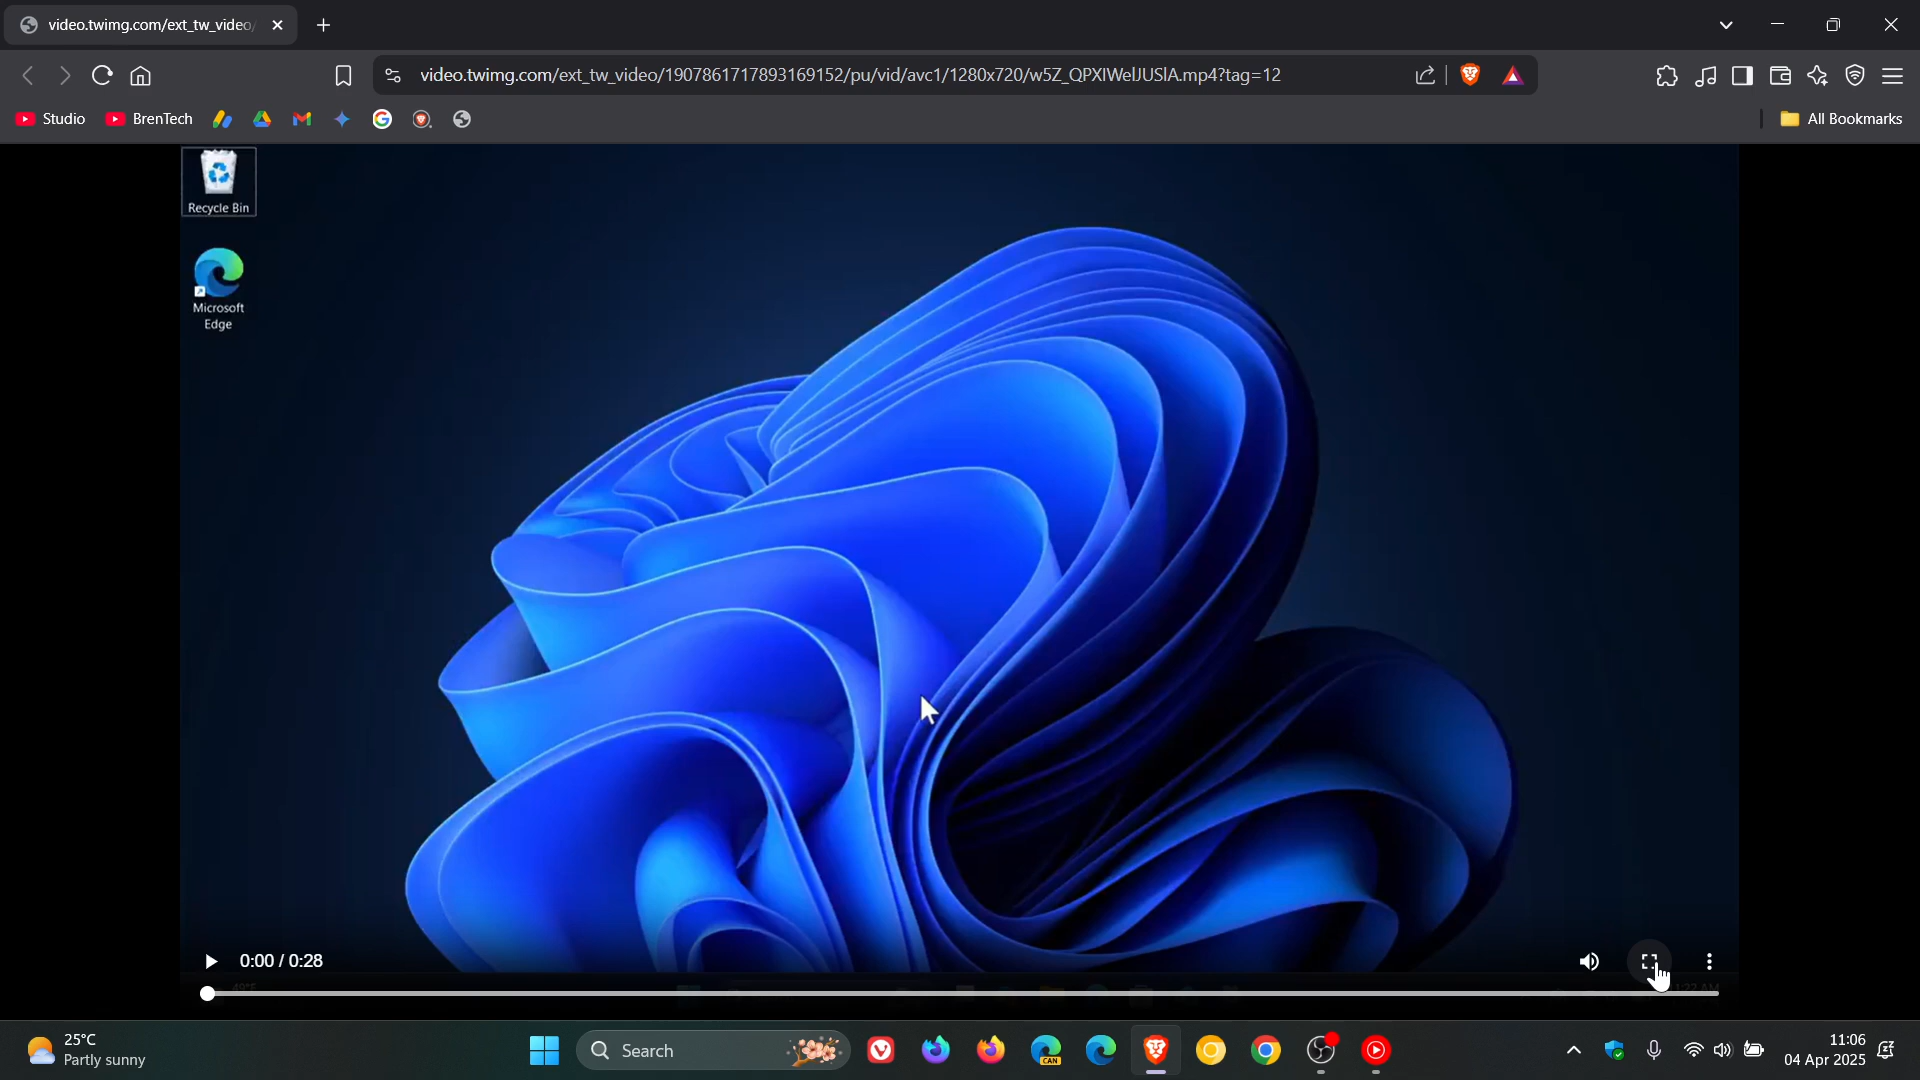 video.twimg.com/ext_tw_video/
video.twimg.com/ext_tw_video/1907861717893169152/pu/vid/avc1/1280x720/w5Z_QPXIWelJUSlA.mp4?tag=12
Studio
BrenTech
All Bookmarks
Recycle Bin
Microsoft
Edge
0:00 / 0:28
25°C
Partly sunny
Search
CAN
11:06
04 Apr 2025